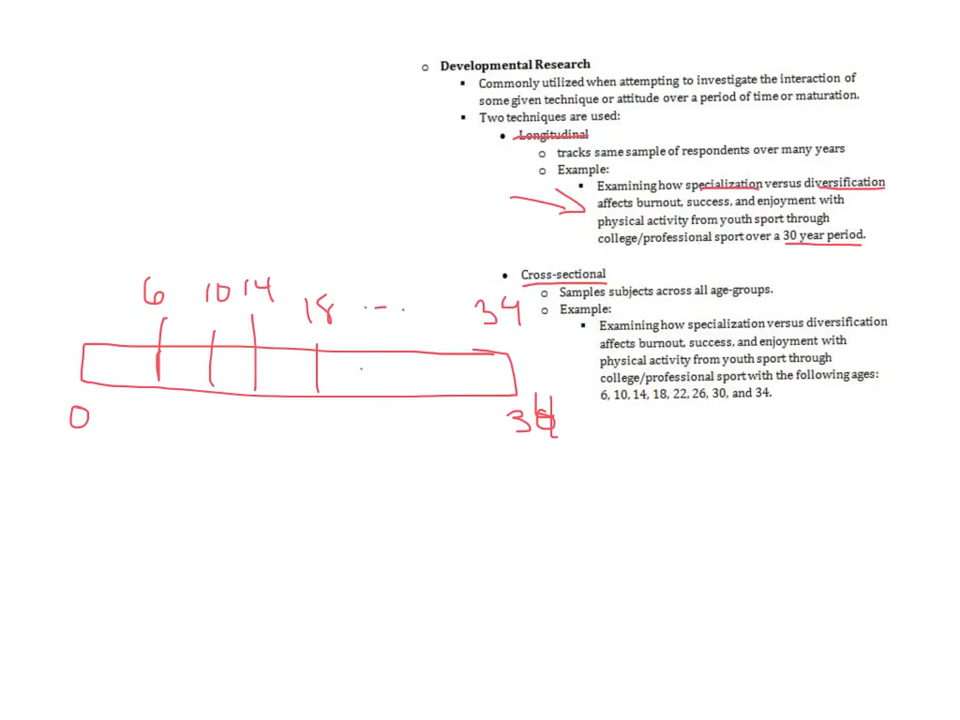 o Developmental Research
▪ Commonly utilized when attempting to investigate the interaction of
some given technique or attitude over a period of time or maturation.
▪ Two techniques are used:
• Longitudinal
o tracks same sample of respondents over many years
o Example:
▪ Examining how specialization versus diversification
affects burnout, success, and enjoyment with
physical activity from youth sport through
college/professional sport over a 30 year period.
• Cross-sectional
o Samples subjects across all age-groups.
o Example:
▪ Examining how specialization versus diversification
affects burnout, success, and enjoyment with
physical activity from youth sport through
college/professional sport with the following ages:
6, 10, 14, 18, 22, 26, 30, and 34.
6 10 14 18 ... 34
0 34